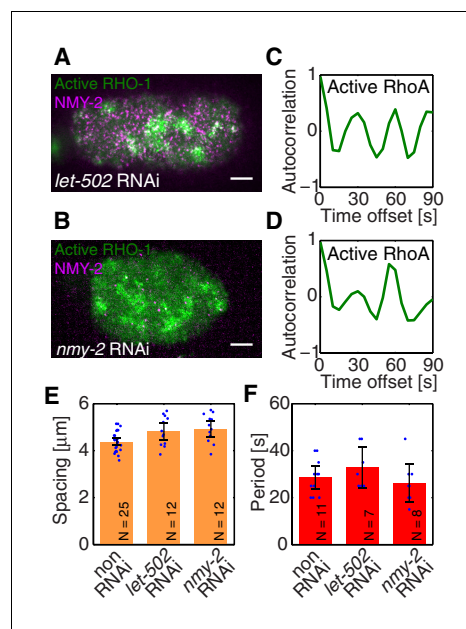 A
Active RHO-1
NMY-2
let-502 RNAi
B
Active RHO-1
NMY-2
nmy-2 RNAi
C
Active RhoA
Autocorrelation
1
0
−1
0 30 60 90
Time offset [s]
D
Active RhoA
Autocorrelation
1
0
1
0 30 60 90
Time offset [s]
E
Spacing [µm]
6
4
2
0
N = 25
N = 12
N = 12
non RNAi
let-502 RNAi
nmy-2 RNAi
F
Period [s]
60
40
20
0
N = 11
N = 7
N = 8
non RNAi
let-502 RNAi
nmy-2 RNAi